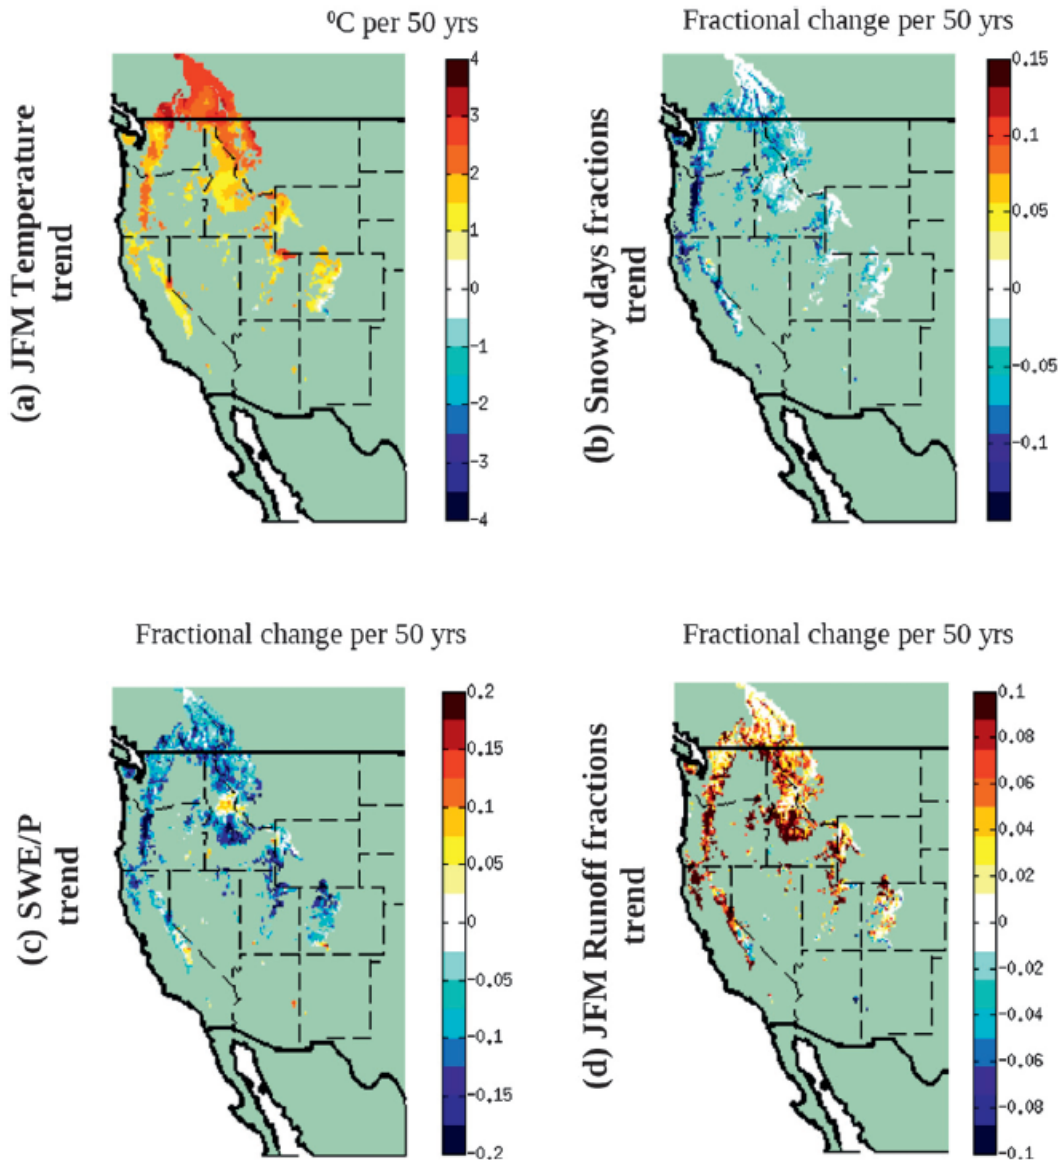 ⁰C per 50 yrs
(a) JFM Temperature
trend
4
3
2
1
0
−1
−2
−3
−4
Fractional change per 50 yrs
(b) Snowy days fractions
trend
0.15
0.1
0.05
0
−0.05
−0.1
Fractional change per 50 yrs
(c) SWE/P
trend
0.2
0.15
0.1
0.05
0
−0.05
−0.1
−0.15
−0.2
Fractional change per 50 yrs
(d) JFM Runoff fractions
trend
0.1
0.08
0.06
0.04
0.02
0
−0.02
−0.04
−0.06
−0.08
−0.1